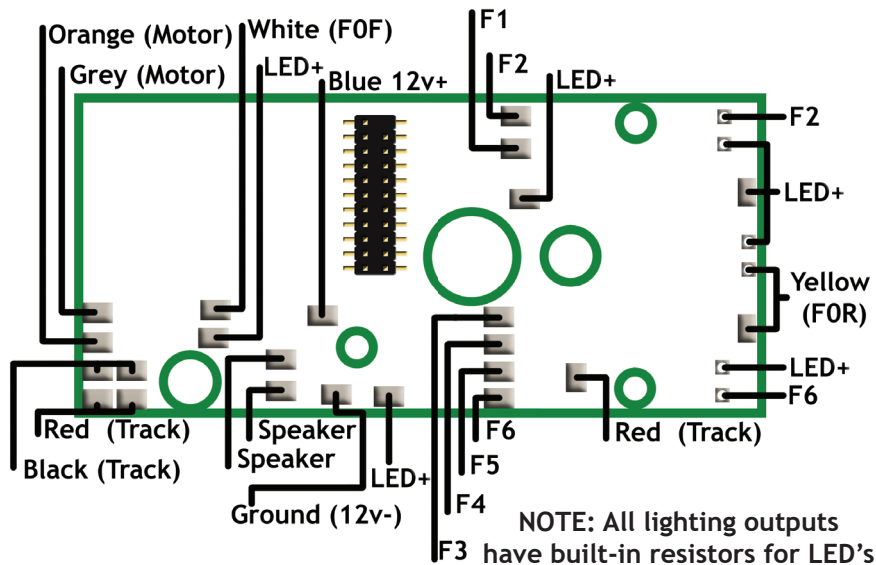 Orange (Motor)
White (F0F)
F1
Grey (Motor)
LED+
Blue 12v+
F2
LED+
F2
LED+
Yellow
(F0R)
LED+
F6
Red (Track)
Black (Track)
Speaker
Speaker
LED+
Ground (12v-)
F6
F5
F4
F3
Red (Track)
NOTE: All lighting outputs
have built-in resistors for LED's